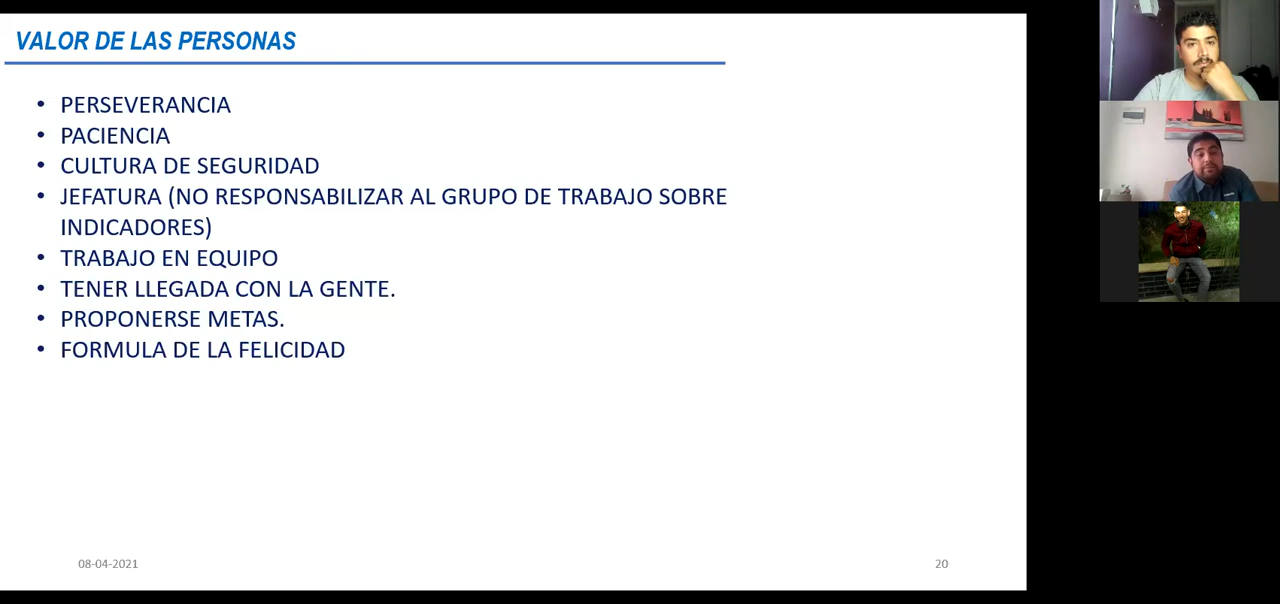 VALOR DE LAS PERSONAS
• PERSEVERANCIA
• PACIENCIA
• CULTURA DE SEGURIDAD
• JEFATURA (NO RESPONSABILIZAR AL GRUPO DE TRABAJO SOBRE
INDICADORES)
• TRABAJO EN EQUIPO
• TENER LLEGADA CON LA GENTE.
• PROPONERSE METAS.
• FORMULA DE LA FELICIDAD
08-04-2021
20